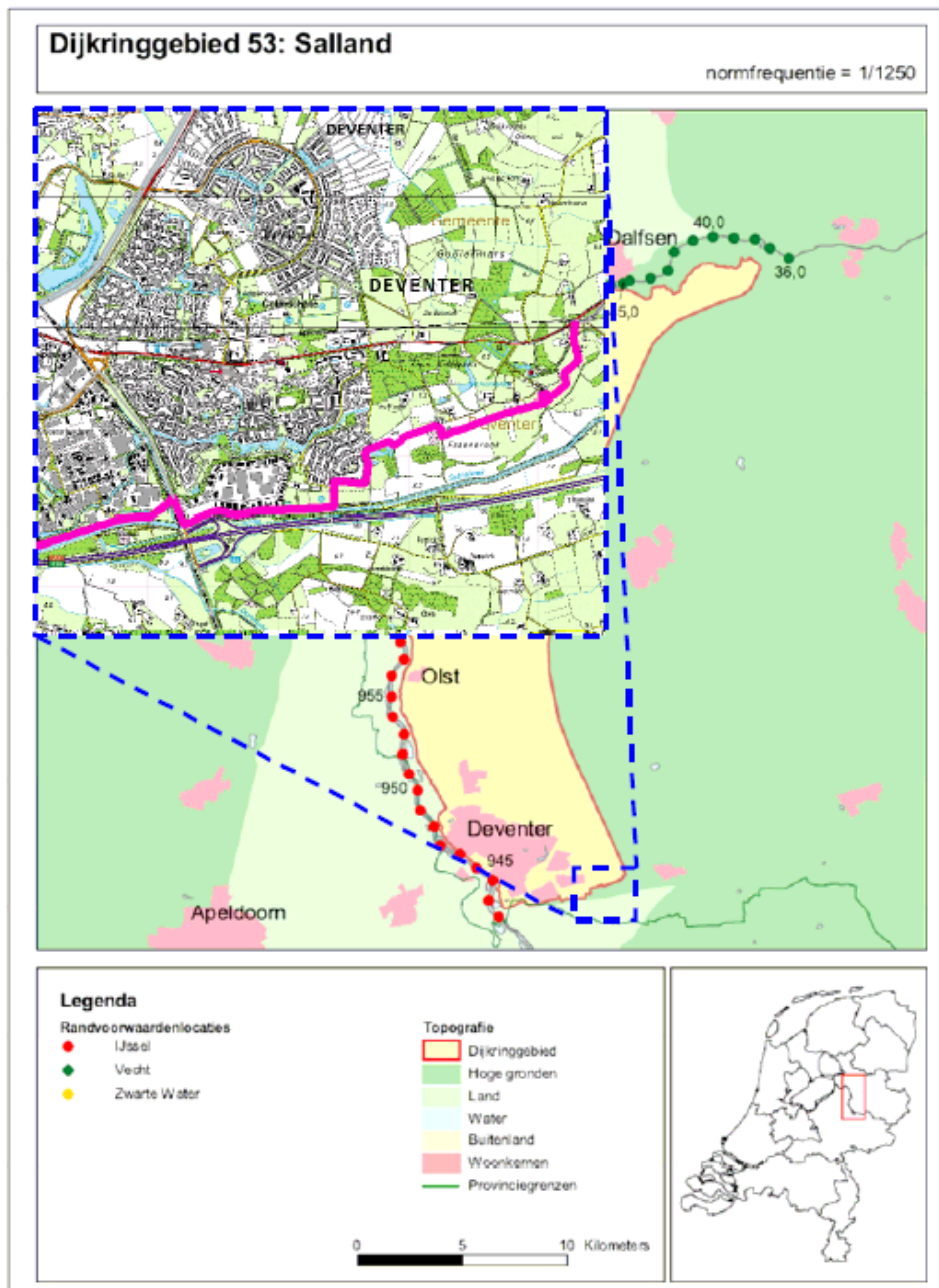 Dijkringgebied 53: Salland
normfrequentie = 1/1250
DEVENTER
DEVENTER
Dalfsen
40,0
36,0
5,0
Olst
955
950
Deventer
945
Apeldoorn
Legenda
Randvoorwaardenlocaties
IJssel
Vecht
Zwarte Water
Topografie
Dijkringgebied
Hoge gronden
Land
Water
Buitenland
Woonkernen
Provinciegrenzen
0 5 10 Kilometers